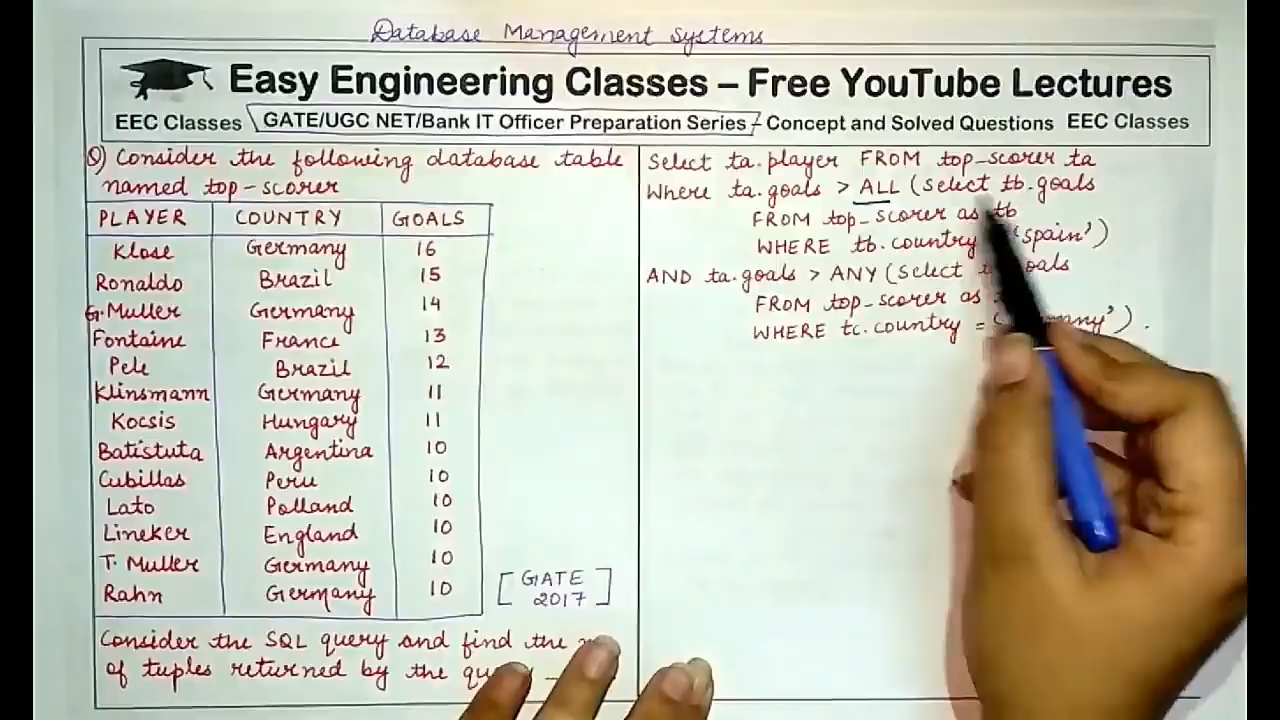 Database Management Systems
Easy Engineering Classes – Free YouTube Lectures
EEC Classes GATE/UGC NET/Bank IT Officer Preparation Series – Concept and Solved Questions EEC Classes
Q) Consider the following database table
named top-scorer
PLAYER COUNTRY GOALS
Klose Germany 16
Ronaldo Brazil 15
G.Muller Germany 14
Fontaine France 13
Pele Brazil 12
Klinsmann Germany 11
Kocsis Hungary 11
Batistuta Argentina 10
Cubillas Peru 10
Lato Polland 10
Lineker England 10
T. Muller Germany 10
Rahn Germany 10
[GATE
2017]
Consider the SQL query and find the
of tuples returned by the
Select ta.player FROM top-scorer ta
Where ta.goals > ALL (Select tb.goals
FROM top-scorer as tb
WHERE tb.country 'spain')
AND ta.goals > ANY (Select
FROM top-scorer as
WHERE tc.country =